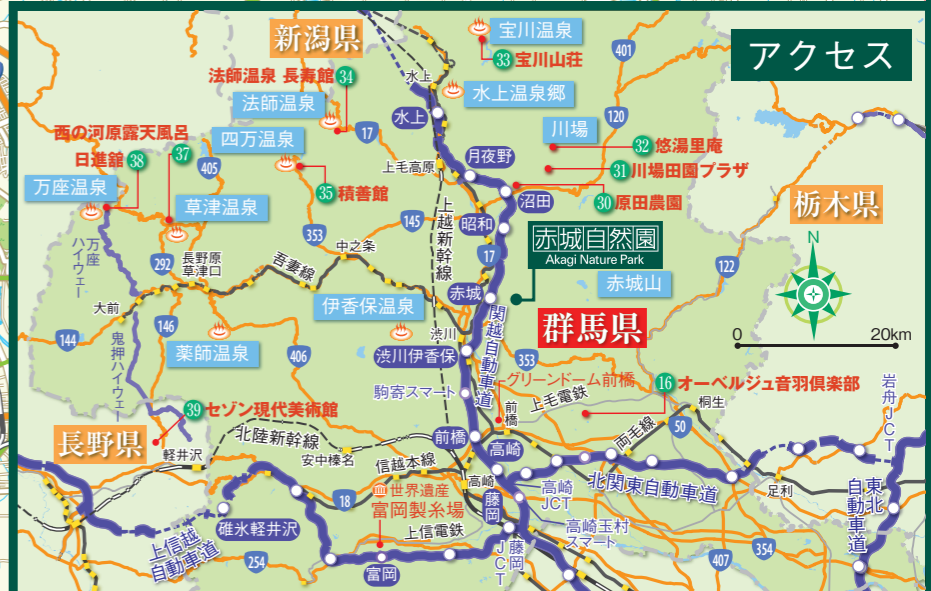 アクセス
新潟県
宝川温泉
33 宝川山荘
401
法師温泉 長寿館 34
法師温泉
水上
水上
水上温泉郷
17
120
川場
32 悠湯里庵
31 川場田園プラザ
30 原田農園
西の河原露天風呂
37
日進舘 38
405
四万温泉
35 積善館
上毛高原
月夜野
沼田
万座温泉
草津温泉
145
上越新幹線
昭和
17
赤城自然園
Akagi Nature Park
栃木県
N
353
中之条
吾妻線
万座
ハイウェー
292
長野原
草津口
赤城
赤城山
122
伊香保温泉
大前
144
146
薬師温泉
406
渋川
渋川伊香保
関越自動車道
群馬県
0
20km
鬼押ハイウェー
353
駒寄スマート
グリーンドーム前橋
上毛電鉄
16 オーベルジュ音羽倶楽部
桐生
岩舟JCT
39 セゾン現代美術館
長野県
軽井沢
北陸新幹線
安中榛名
前橋
前橋
高崎
両毛線
50
信越本線
高崎
北関東自動車道
足利
東北
自動車道
18
世界遺産
富岡製糸場
藤岡
高崎
JCT
碓氷軽井沢
上信越
自動車道
上信電鉄
高崎玉村
スマート
254
富岡
藤岡
JCT
407
354